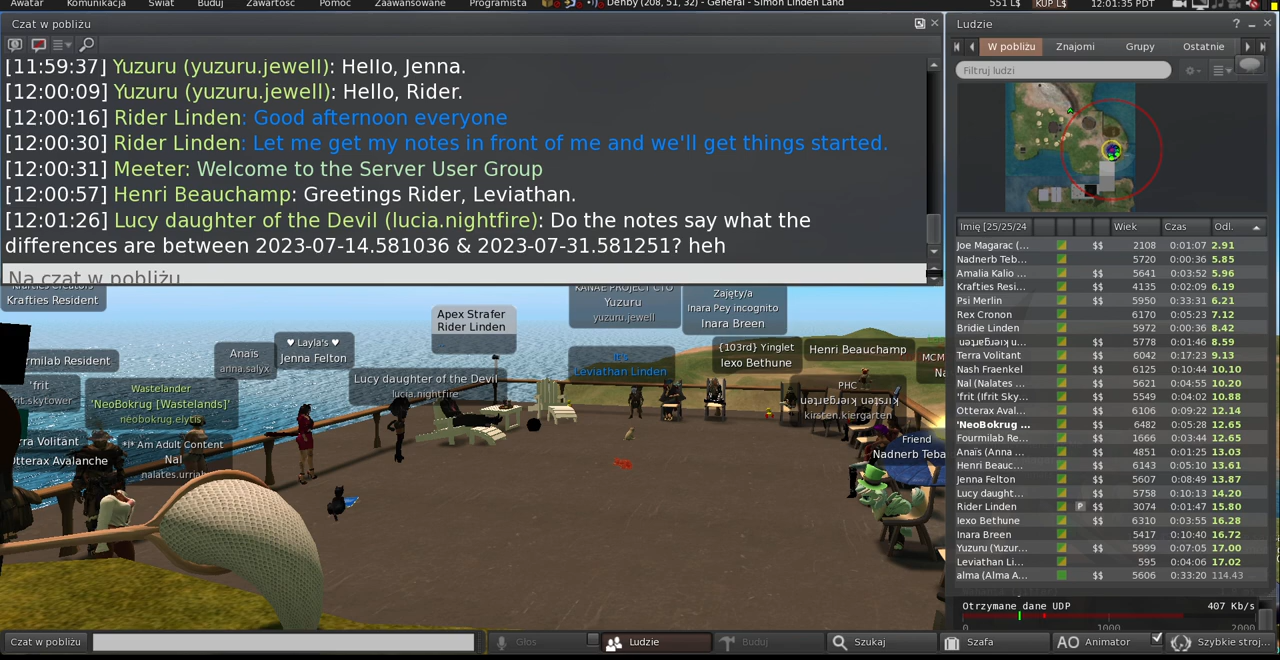 Awatar Komunikacja Świat Buduj Zawartość Pomoc Zaawansowane Programista Denby (208, 51, 32) - General - Simon Linden Land 551 L$ KUP L$ 12:01:35 PDT
Czat w pobliżu
[11:59:37] Yuzuru (yuzuru.jewell): Hello, Jenna.
[12:00:09] Yuzuru (yuzuru.jewell): Hello, Rider.
[12:00:16] Rider Linden: Good afternoon everyone
[12:00:30] Rider Linden: Let me get my notes in front of me and we'll get things started.
[12:00:31] Meeter: Welcome to the Server User Group
[12:00:57] Henri Beauchamp: Greetings Rider, Leviathan.
[12:01:26] Lucy daughter of the Devil (lucia.nightfire): Do the notes say what the
differences are between 2023-07-14.581036 & 2023-07-31.581251? heh
Na czat w pobliżu
Krafties Resident
KANAE PROJECT CTO
Yuzuru
yuzuru.jewell
Zajęty/a
Inara Pey incognito
Inara Breen
Apex Strafer
Rider Linden
♥ Layla's ♥
Jenna Felton
Anaïs
anna.salyx
rmilab Resident
It's
Leviathan Linden
{103rd} Yinglet
Iexo Bethune
Henri Beauchamp
MCM
Na
Lucy daughter of the Devil
lucia.nightfire
'frit
rit.skytower
Wastelander
'NeoBokrug [Wastelands]'
neobokrug.elytis
PHC
kirsten.kiergarten
rra Volitant
Otterax Avalanche
*!* Am Adult Content
Nal
nalates.urriah
Friend
Nadnerb Teba
Ludzie
W pobliżu Znajomi Grupy Ostatnie
Filtruj ludzi
Imię [25/25/24 Wiek Czas Odl.
Joe Magarac (... $$ 2108 0:01:07 2.91
Nadnerb Teb... 5720 0:00:36 5.85
Amalia Kalio ... $$ 5641 0:03:52 5.96
Krafties Resi... $$ 4135 0:02:09 6.19
Psi Merlin $$ 5950 0:33:31 6.21
Rex Cronon 6170 0:05:23 7.12
Bridie Linden 5972 0:00:36 8.42
5778 0:01:46 8.59
Terra Volitant 6042 0:17:23 9.13
Nash Fraenkel 6125 0:10:44 10.10
Nal (Nalates ... $$ 5621 0:04:55 10.20
'frit (Ifrit Sky... $$ 5549 0:04:02 10.88
Otterax Aval... $$ 6106 0:09:22 12.14
'NeoBokrug ... $$ 6482 0:05:28 12.65
Fourmilab Re... $$ 1666 0:03:44 12.65
Anaïs (Anna ... $$ 4851 0:01:25 13.03
Henri Beauc... $$ 6143 0:05:10 13.61
Jenna Felton $$ 5607 0:08:49 13.87
Lucy daught... $$ 5758 0:10:13 14.20
Rider Linden P $$ 3074 0:01:47 15.80
Iexo Bethune $$ 6310 0:03:55 16.28
Inara Breen 5417 0:10:40 16.72
Yuzuru (Yuzur... $$ 5999 0:07:05 17.00
Leviathan Li... 595 0:04:06 17.02
alma (Alma A... $$ 5606 0:33:20 114.43
Otrzymane dane UDP 407 Kb/s
0 1000 2000
Czat w pobliżu Głos Ludzie Buduj Szukaj Szafa AO Animator Szybkie stroj...